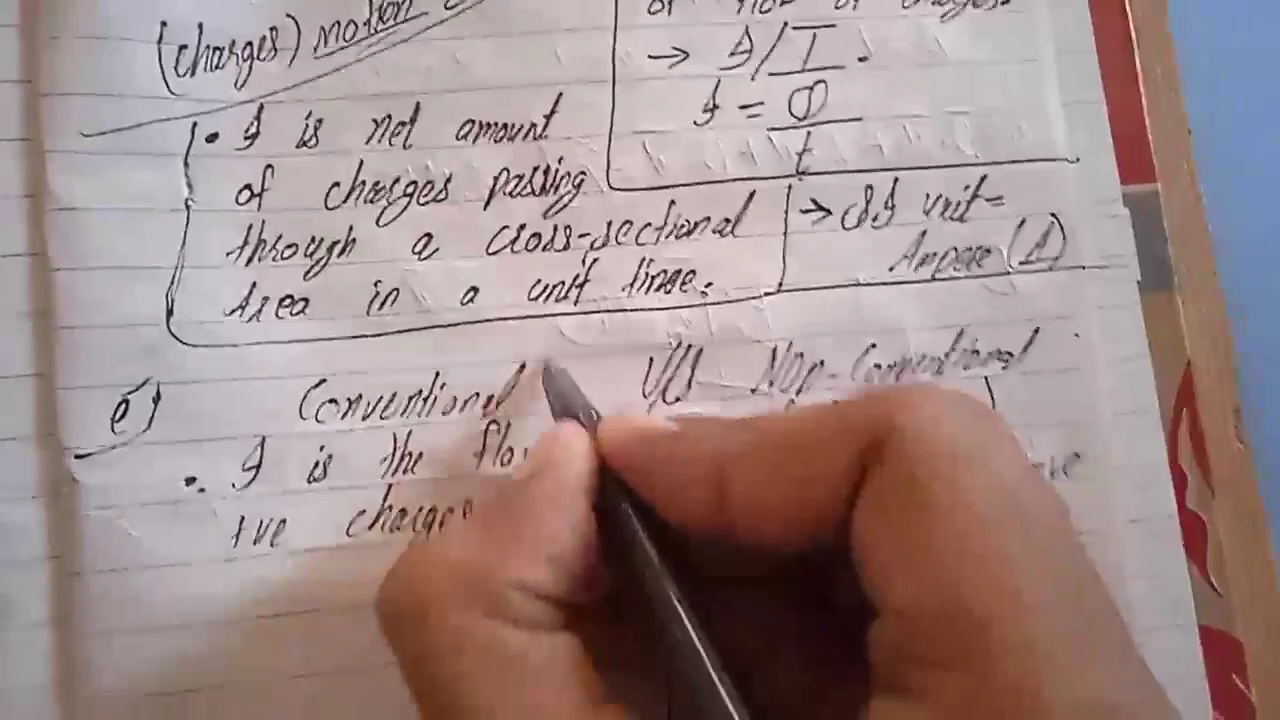 (charges) motion
of flow of charges.
→ I/I.
I = Q
t
• I is net amount
of charges passing
through a cross-sectional
Area in a unit time.
→ SI unit=
Ampere (A)
e) Conventional V/S Non-Conventional
• I is the flo
+ve charge
ve